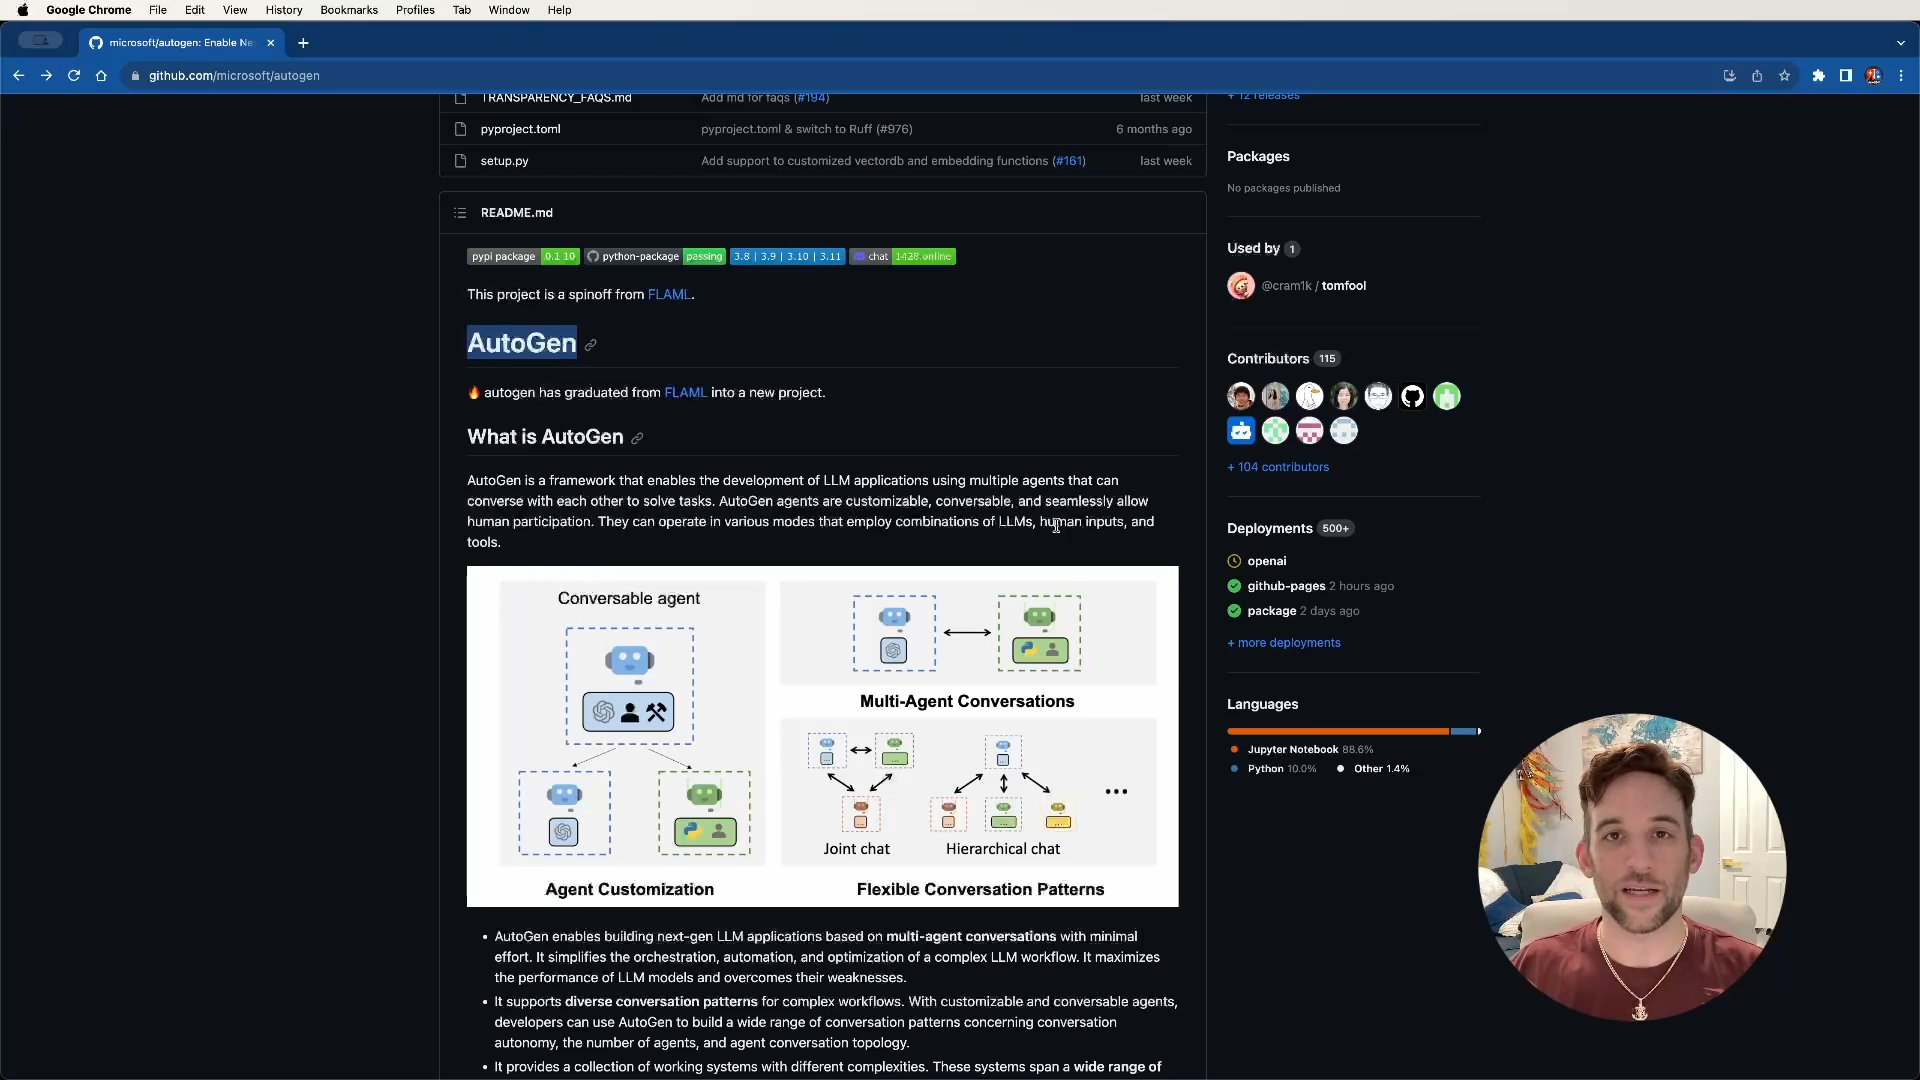 Google Chrome File Edit View History Bookmarks Profiles Tab Window Help
microsoft/autogen: Enable Ne
github.com/microsoft/autogen
TRANSPARENCY_FAQS.md Add md for faqs (#194) last week
pyproject.toml pyproject.toml & switch to Ruff (#976) 6 months ago
setup.py Add support to customized vectordb and embedding functions (#161) last week
README.md
pypi package 0.1.10 python-package passing 3.8 | 3.9 | 3.10 | 3.11 chat 1428 online
This project is a spinoff from FLAML.
AutoGen
🔥 autogen has graduated from FLAML into a new project.
What is AutoGen
AutoGen is a framework that enables the development of LLM applications using multiple agents that can
converse with each other to solve tasks. AutoGen agents are customizable, conversable, and seamlessly allow
human participation. They can operate in various modes that employ combinations of LLMs, human inputs, and
tools.
Conversable agent
Agent Customization
Multi-Agent Conversations
Joint chat
Hierarchical chat
Flexible Conversation Patterns
• AutoGen enables building next-gen LLM applications based on multi-agent conversations with minimal
effort. It simplifies the orchestration, automation, and optimization of a complex LLM workflow. It maximizes
the performance of LLM models and overcomes their weaknesses.
• It supports diverse conversation patterns for complex workflows. With customizable and conversable agents,
developers can use AutoGen to build a wide range of conversation patterns concerning conversation
autonomy, the number of agents, and agent conversation topology.
• It provides a collection of working systems with different complexities. These systems span a wide range of
+ 12 releases
Packages
No packages published
Used by 1
@cram1k / tomfool
Contributors 115
+ 104 contributors
Deployments 500+
openai
github-pages 2 hours ago
package 2 days ago
+ more deployments
Languages
Jupyter Notebook 88.6%
Python 10.0% Other 1.4%